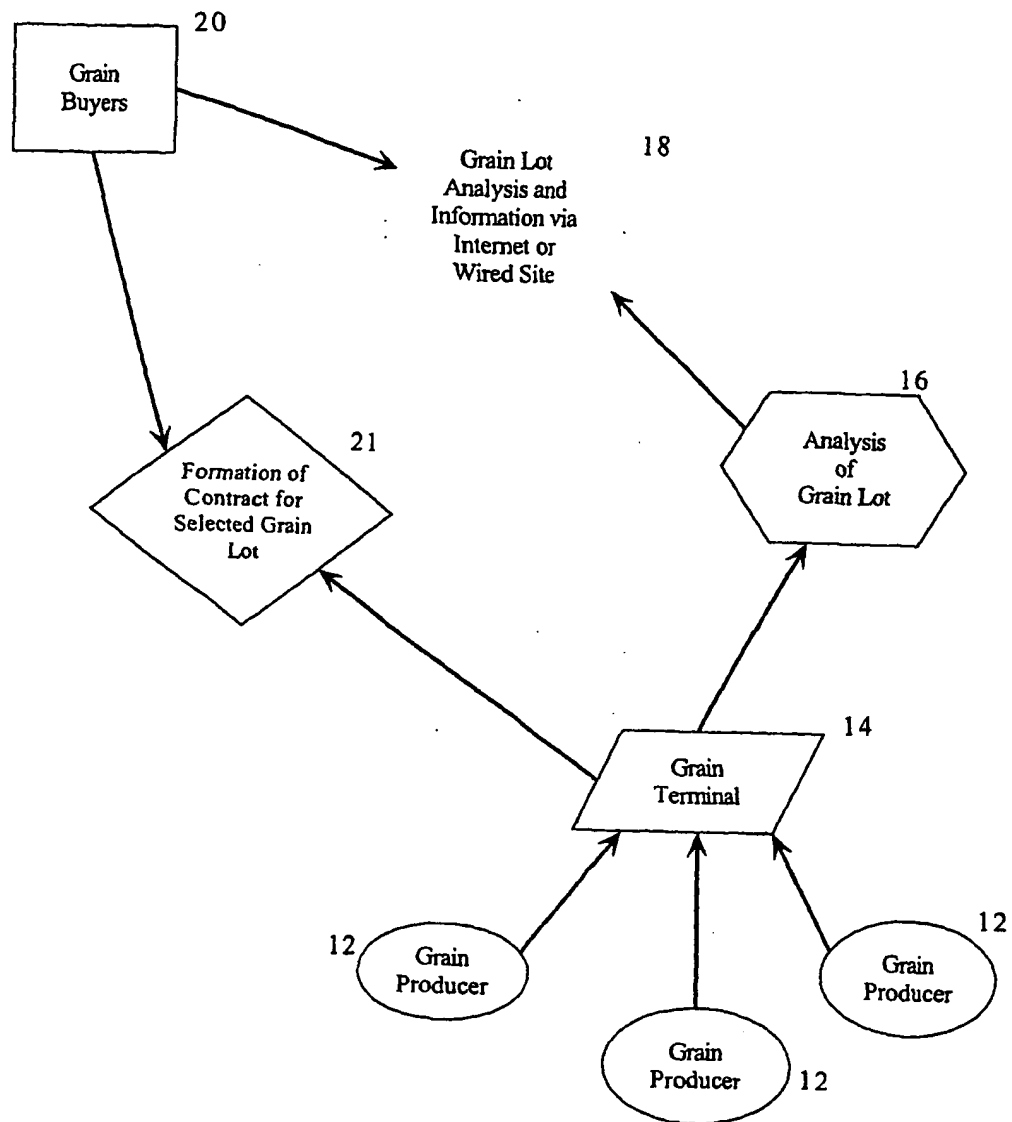 20
Grain
Buyers
18
Grain Lot
Analysis and
Information via
Internet or
Wired Site
16
Analysis
of
Grain Lot
21
Formation of
Contract for
Selected Grain
Lot
14
Grain
Terminal
12
Grain
Producer
12
Grain
Producer
Grain
Producer
12